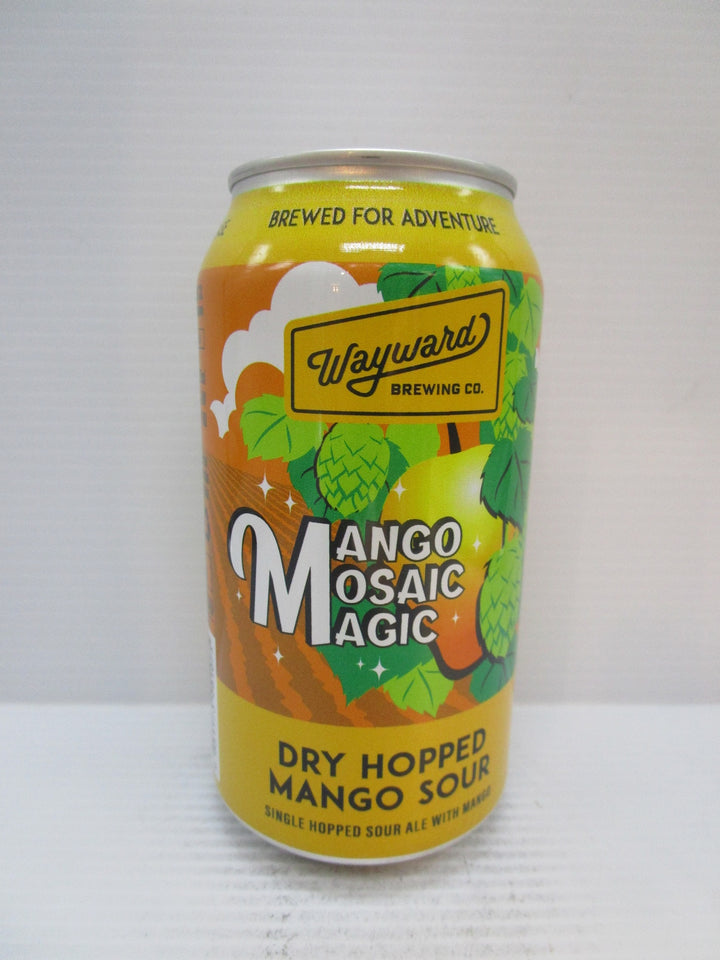 BREWED FOR ADVENTURE
Wayward
BREWING CO.
MANGO
MOSAIC
MAGIC
DRY HOPPED
MANGO SOUR
SINGLE HOPPED SOUR ALE WITH MANGO